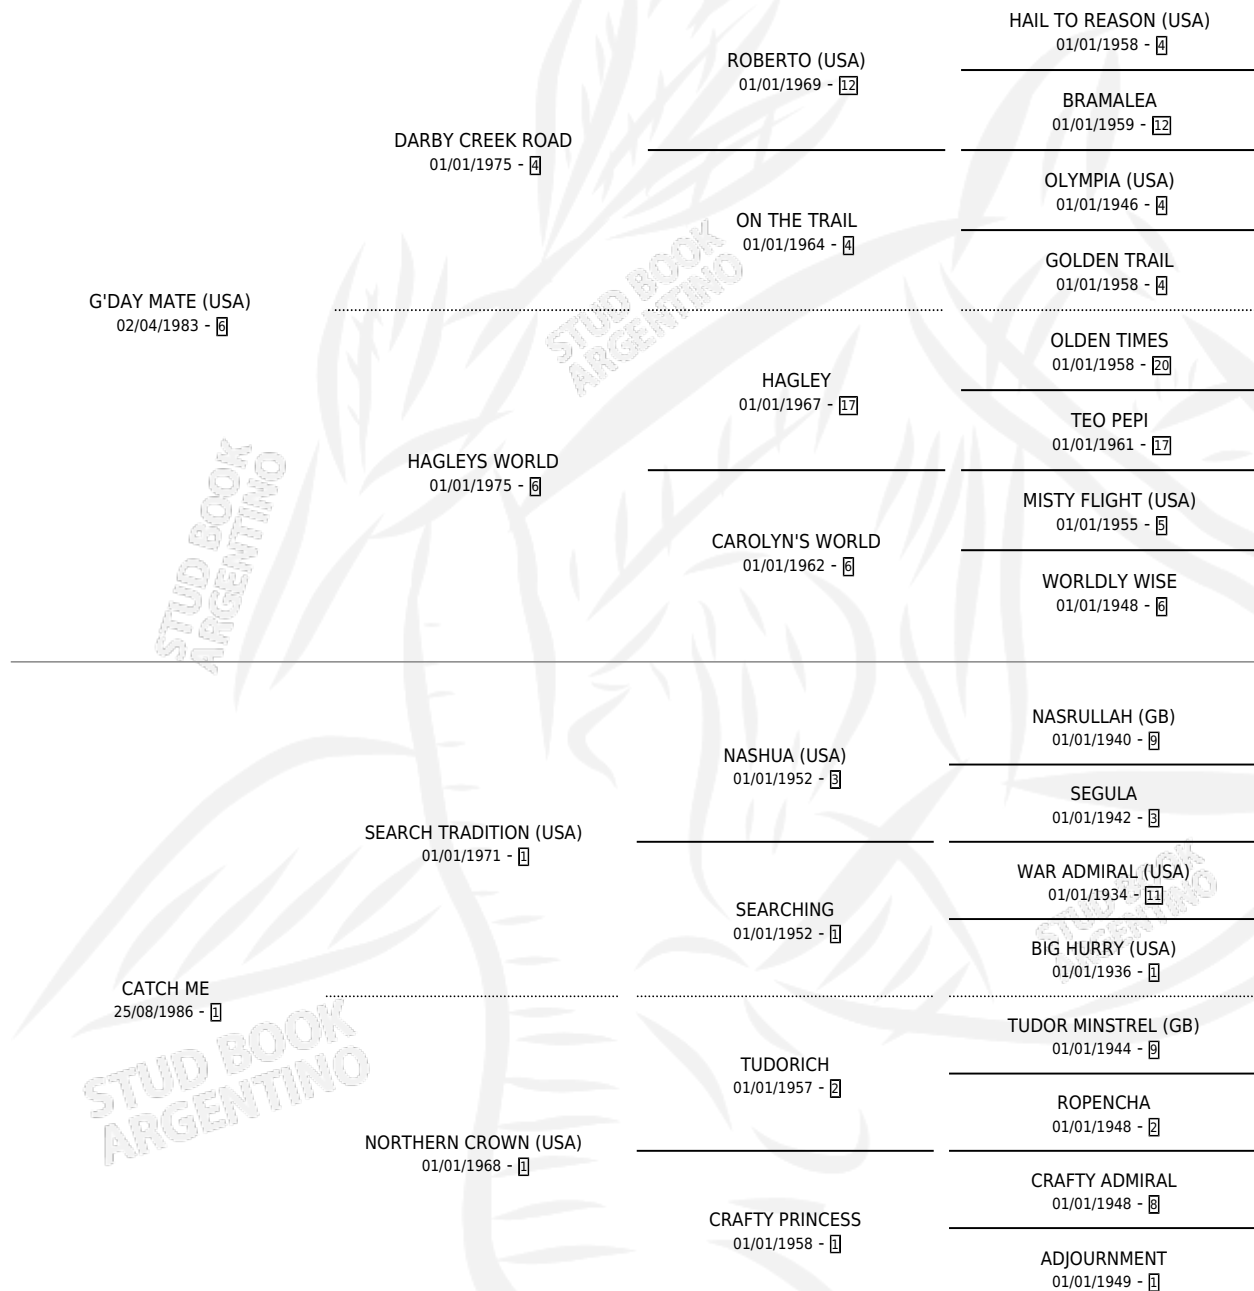 HAIL TO REASON (USA)
01/01/1958 - 4
ROBERTO (USA)
01/01/1969 - 12
BRAMALEA
01/01/1959 - 12
DARBY CREEK ROAD
01/01/1975 - 4
OLYMPIA (USA)
01/01/1946 - 4
ON THE TRAIL
01/01/1964 - 4
GOLDEN TRAIL
01/01/1958 - 4
G'DAY MATE (USA)
02/04/1983 - 6
OLDEN TIMES
01/01/1958 - 20
HAGLEY
01/01/1967 - 17
TEO PEPI
01/01/1961 - 17
HAGLEYS WORLD
01/01/1975 - 6
MISTY FLIGHT (USA)
01/01/1955 - 5
CAROLYN'S WORLD
01/01/1962 - 6
WORLDLY WISE
01/01/1948 - 6
NASRULLAH (GB)
01/01/1940 - 9
NASHUA (USA)
01/01/1952 - 3
SEGULA
01/01/1942 - 3
SEARCH TRADITION (USA)
01/01/1971 - 1
WAR ADMIRAL (USA)
01/01/1934 - 11
SEARCHING
01/01/1952 - 1
BIG HURRY (USA)
01/01/1936 - 1
CATCH ME
25/08/1986 - 1
TUDOR MINSTREL (GB)
01/01/1944 - 9
TUDORICH
01/01/1957 - 2
ROPENCHA
01/01/1948 - 2
NORTHERN CROWN (USA)
01/01/1968 - 1
CRAFTY ADMIRAL
01/01/1948 - 8
CRAFTY PRINCESS
01/01/1958 - 1
ADJOURNMENT
01/01/1949 - 1
STUD BOOK
ARGENTINO
STUD BOOK
ARGENTINO
STUD BOOK
ARGENTINO
STUD BOOK
ARGENTINO